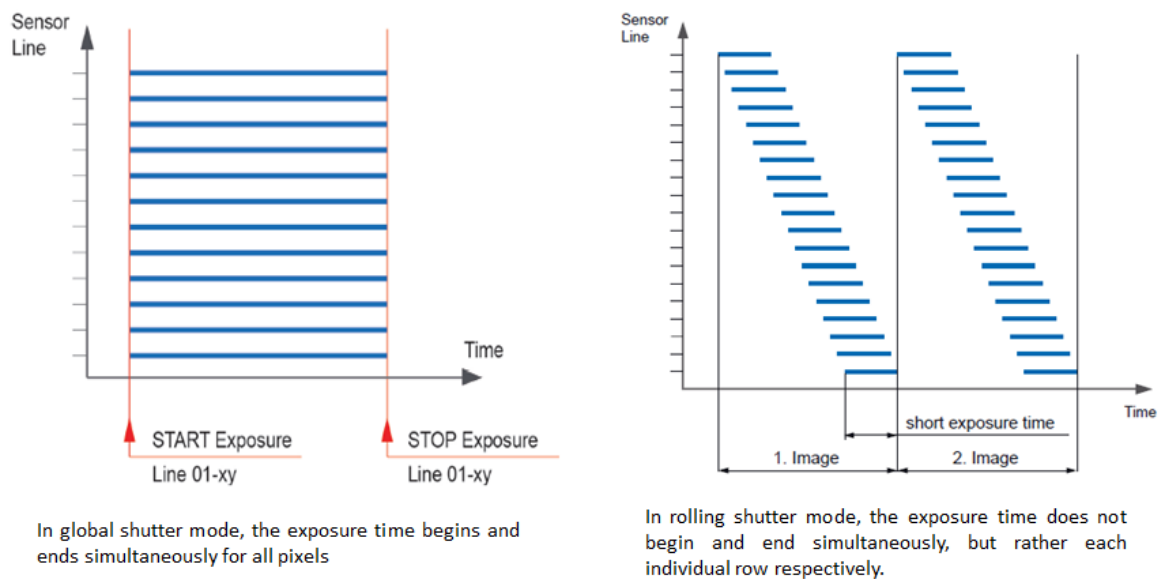 Sensor
Line
Time
START Exposure
Line 01-xy
STOP Exposure
Line 01-xy
In global shutter mode, the exposure time begins and
ends simultaneously for all pixels
Sensor
Line
Time
short exposure time
1. Image
2. Image
In rolling shutter mode, the exposure time does not
begin and end simultaneously, but rather each
individual row respectively.